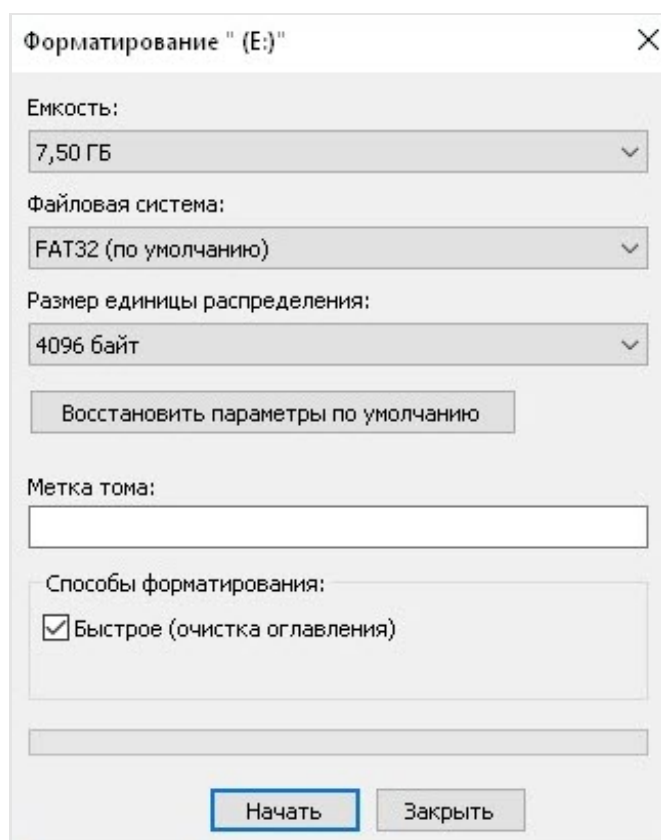 Форматирование " (E:)"
Емкость:
7,50 ГБ
Файловая система:
FAT32 (по умолчанию)
Размер единицы распределения:
4096 байт
Восстановить параметры по умолчанию
Метка тома:
Способы форматирования:
Быстрое (очистка оглавления)
Начать Закрыть